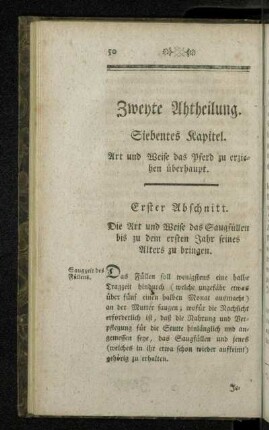 50
Zweyte Abtheilung.
Siebentes Kapitel.
Art und Weise das Pferd zu erzie-
hen überhaupt.
Erster Abschnitt.
Die Art und Weise das Saugfüllen
bis zu dem ersten Jahr seines
Alters zu bringen.
Saugzeit des
Füllens.
Das Füllen soll wenigstens eine halbe
Tragzeit hindurch (welche ungefähr etwas
über fünf einen halben Monat ausmacht)
an der Mutter saugen; wofür die Nachsicht
erforderlich ist, daß die Nahrung und Ver-
pflegung für die Stutte hinlänglich und an-
gemessen seye, das Saugfüllen und jenes
(welches in ihr etwa schon wieder aufkeimt)
gehörig zu erhalten.
Je-